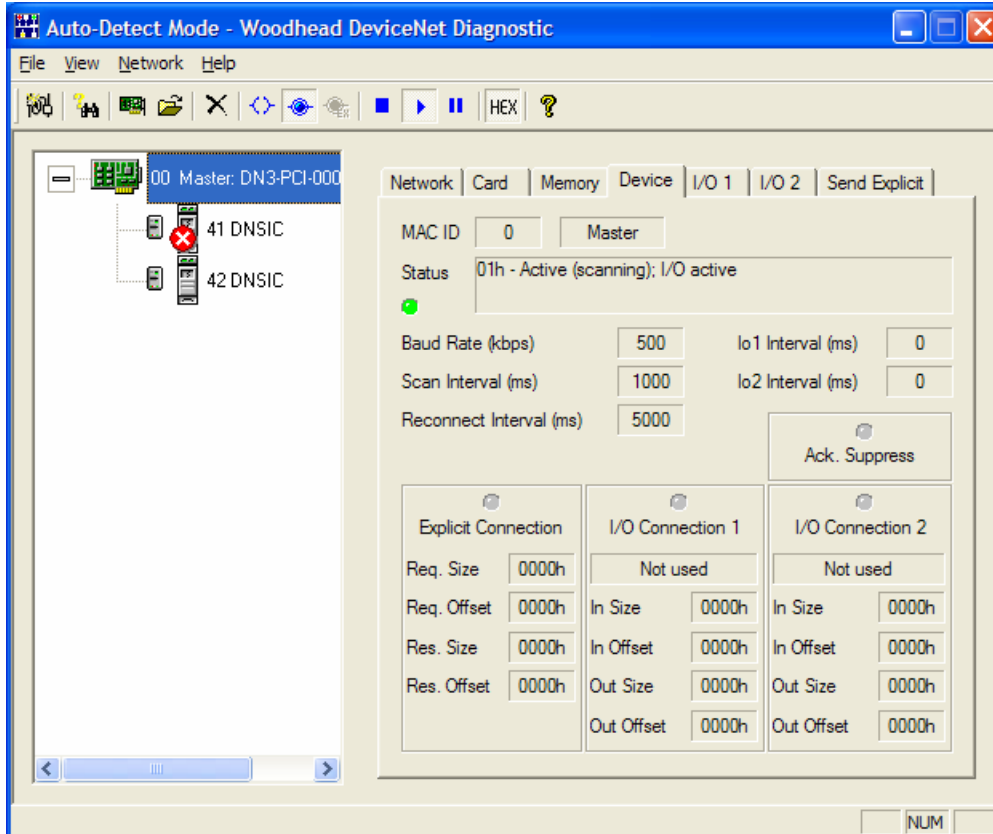 Auto-Detect Mode - Woodhead DeviceNet Diagnostic
File View Network Help
HEX
00 Master: DN3-PCI-000
41 DNSIC
42 DNSIC
Network Card Memory Device I/O 1 I/O 2 Send Explicit
MAC ID 0 Master
Status 01h - Active (scanning); I/O active
Baud Rate (kbps) 500 Io1 Interval (ms) 0
Scan Interval (ms) 1000 Io2 Interval (ms) 0
Reconnect Interval (ms) 5000
Ack. Suppress
Explicit Connection
Req. Size 0000h
Req. Offset 0000h
Res. Size 0000h
Res. Offset 0000h
I/O Connection 1
Not used
In Size 0000h
In Offset 0000h
Out Size 0000h
Out Offset 0000h
I/O Connection 2
Not used
In Size 0000h
In Offset 0000h
Out Size 0000h
Out Offset 0000h
NUM